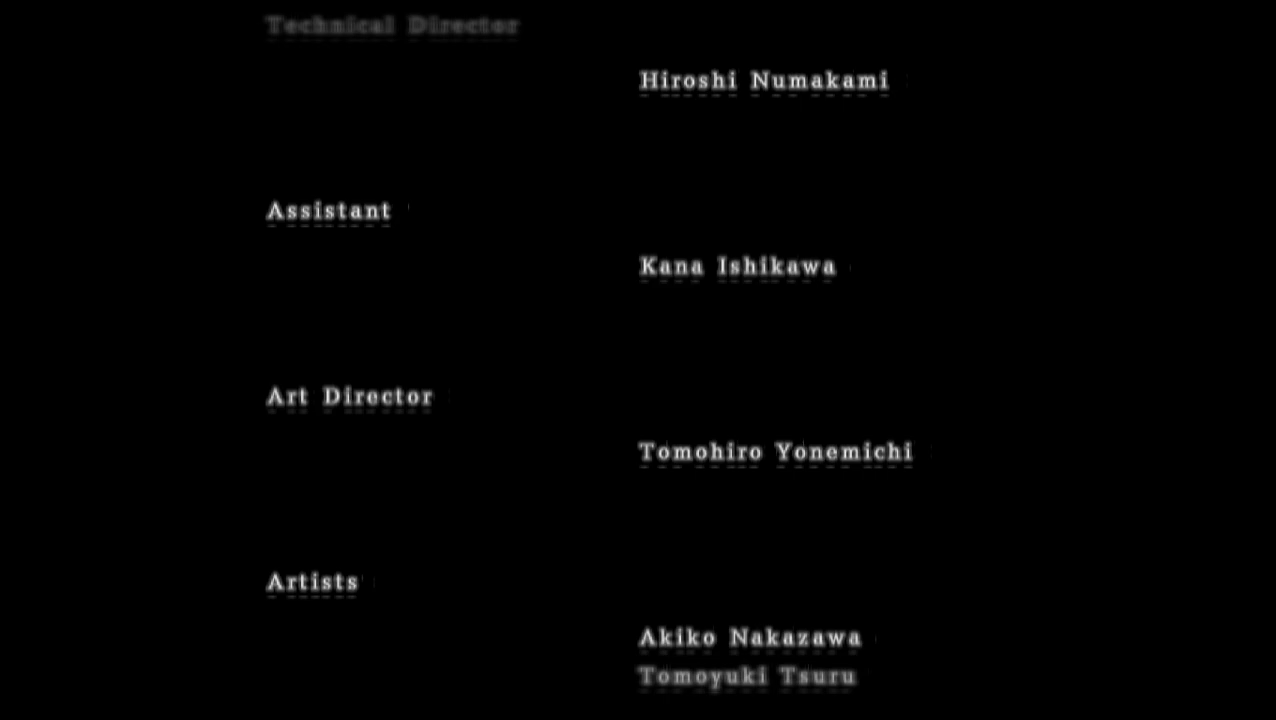 Technical Director
Hiroshi Numakami
Assistant
Kana Ishikawa
Art Director
Tomohiro Yonemichi
Artists
Akiko Nakazawa
Tomoyuki Tsuru